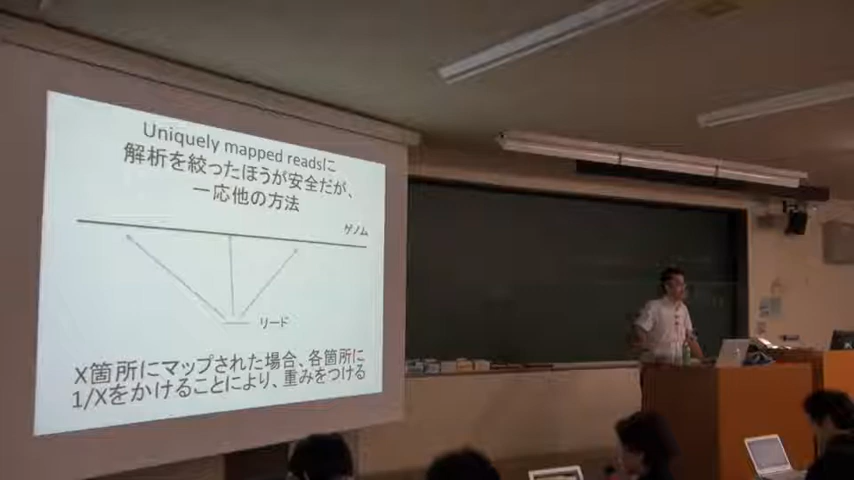 Uniquely mapped readsに
解析を絞ったほうが安全だが、
一応他の方法
ゲノム
リード
X箇所にマップされた場合、各箇所に
1/Xをかけることにより、重みをつける